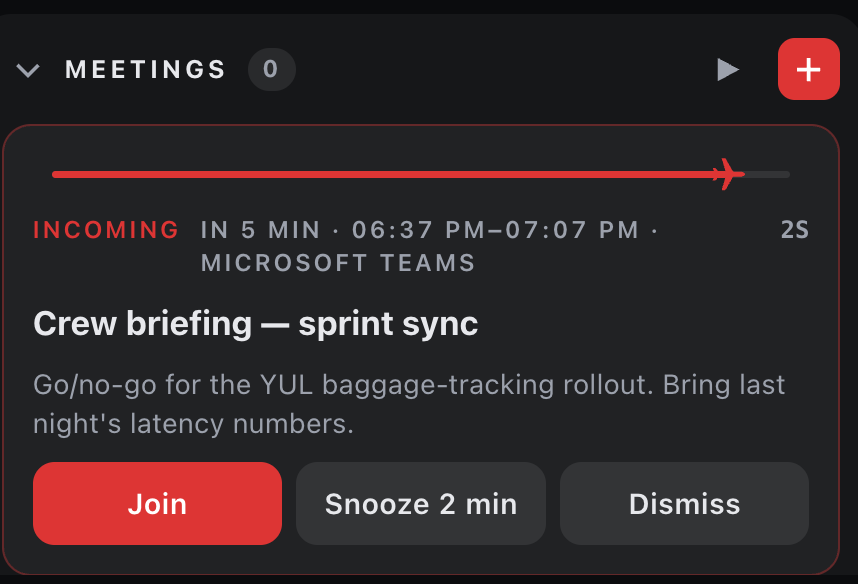 MEETINGS 0
INCOMING IN 5 MIN · 06:37 PM–07:07 PM · 2S
MICROSOFT TEAMS
Crew briefing — sprint sync
Go/no-go for the YUL baggage-tracking rollout. Bring last
night's latency numbers.
Join Snooze 2 min Dismiss